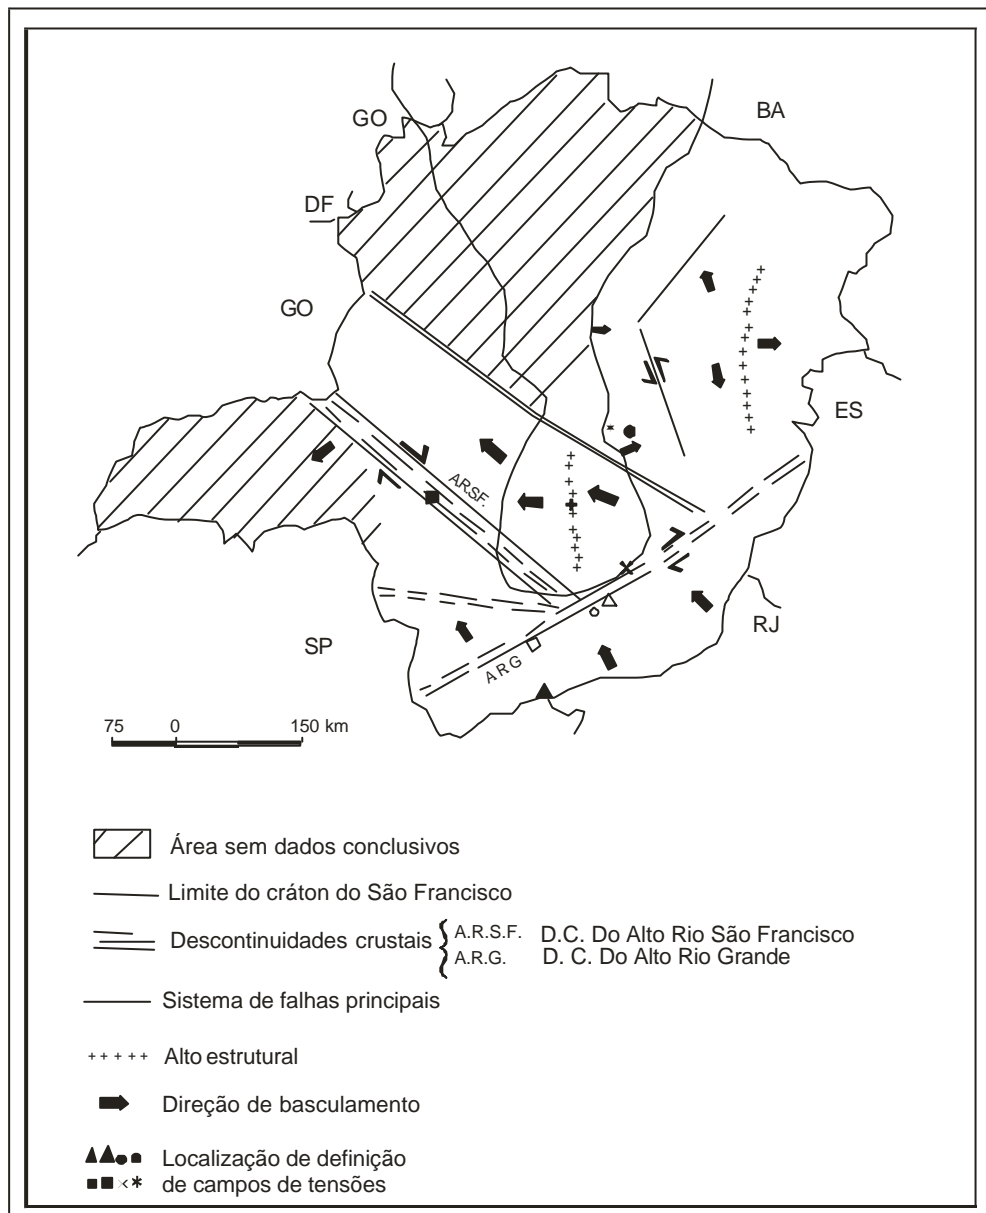 GO
BA
DF
GO
ES
A.R.S.F.
RJ
SP
A R G
75 0 150 km
Área sem dados conclusivos
Limite do cráton do São Francisco
Descontinuidades crustais
A.R.S.F. D.C. Do Alto Rio São Francisco
A.R.G. D. C. Do Alto Rio Grande
Sistema de falhas principais
Alto estrutural
Direção de basculamento
Localização de definição
de campos de tensões